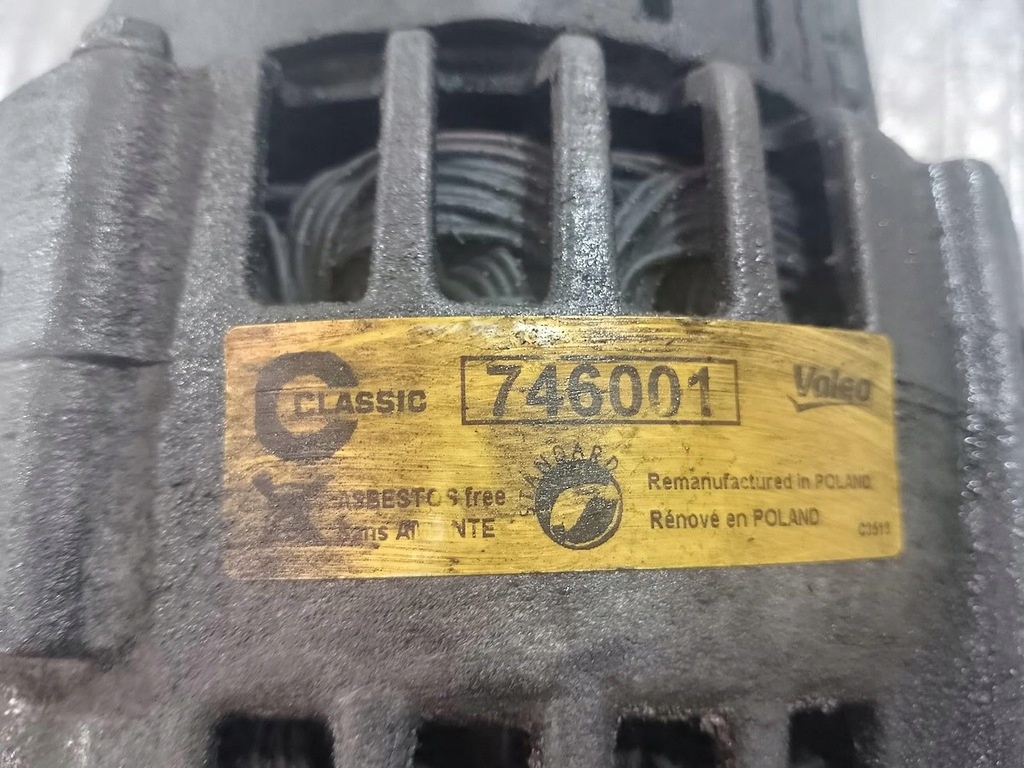 C CLASSIC
746001
Valeo
ASBESTOS free
STANDARD
Remanufactured in POLAND
Rénové en POLAND